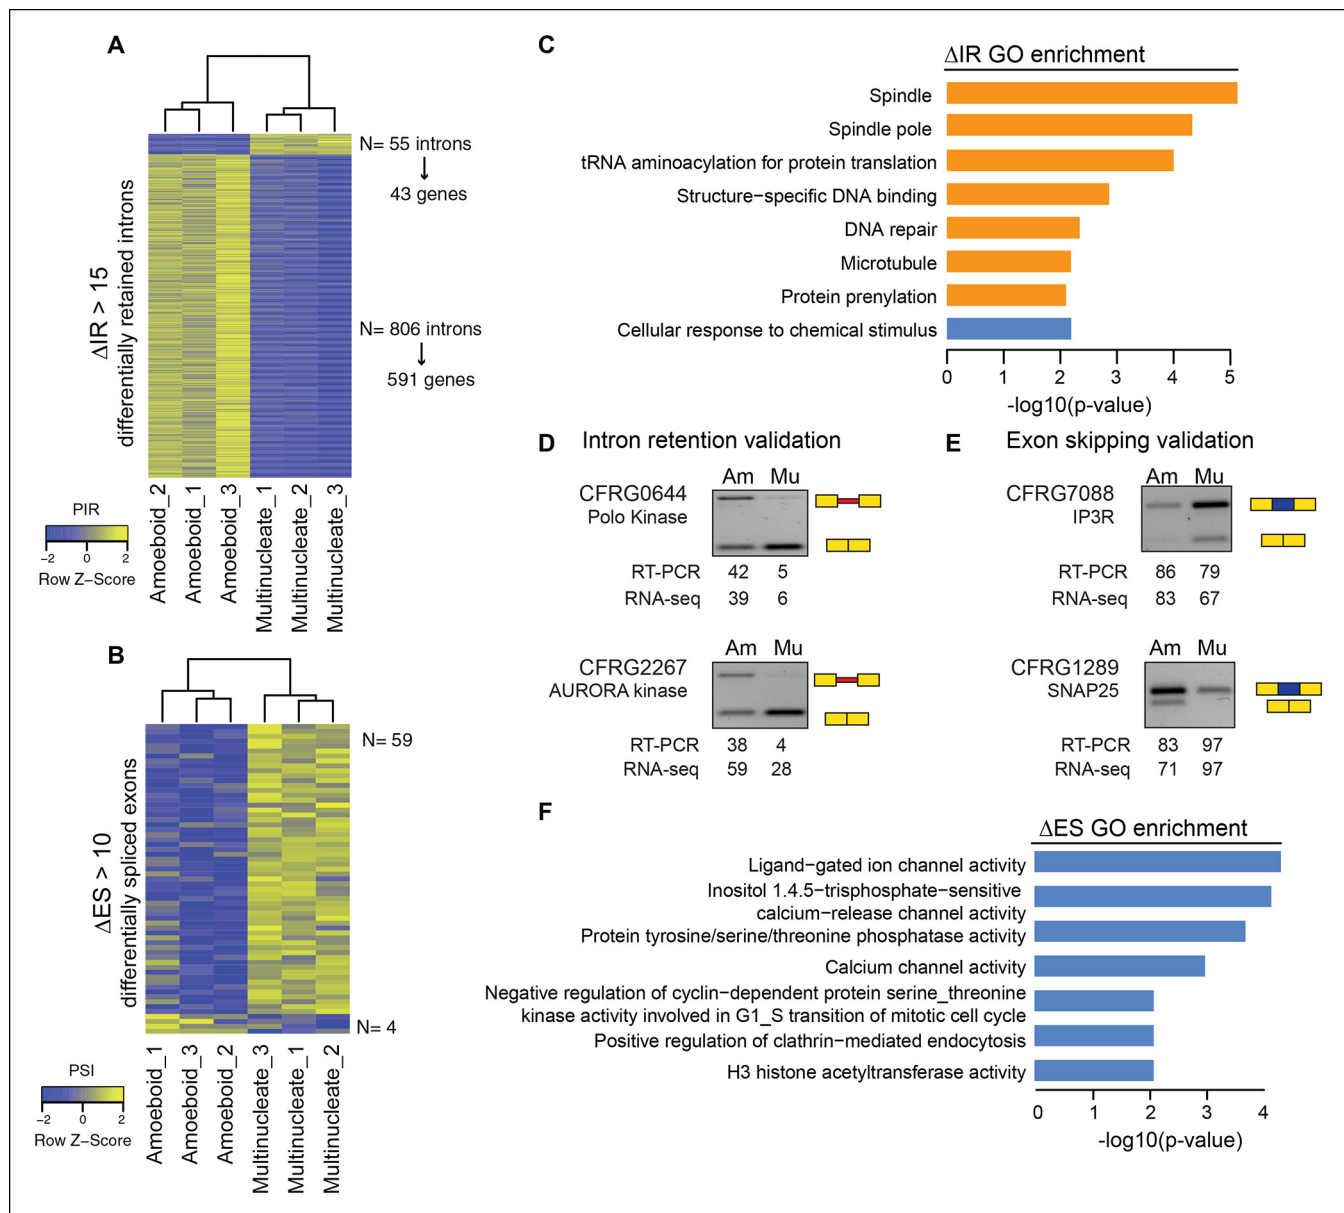 A
N= 55 introns
43 genes
N= 806 introns
591 genes
ΔIR > 15
differentially retained introns
PIR
−2 0 2
Row Z−Score
Amoeboid_2
Amoeboid_1
Amoeboid_3
Multinucleate_1
Multinucleate_2
Multinucleate_3
B
N= 59
N= 4
ΔES > 10
differentially spliced exons
PSI
−2 0 2
Row Z−Score
Amoeboid_1
Amoeboid_3
Amoeboid_2
Multinucleate_3
Multinucleate_1
Multinucleate_2
C
ΔIR GO enrichment
Spindle
Spindle pole
tRNA aminoacylation for protein translation
Structure−specific DNA binding
DNA repair
Microtubule
Protein prenylation
Cellular response to chemical stimulus
0 1 2 3 4 5
-log10(p-value)
D Intron retention validation
Am Mu
CFRG0644
Polo Kinase
RT-PCR 42 5
RNA-seq 39 6
Am Mu
CFRG2267
AURORA kinase
RT-PCR 38 4
RNA-seq 59 28
E Exon skipping validation
Am Mu
CFRG7088
IP3R
RT-PCR 86 79
RNA-seq 83 67
Am Mu
CFRG1289
SNAP25
RT-PCR 83 97
RNA-seq 71 97
F
ΔES GO enrichment
Ligand−gated ion channel activity
Inositol 1.4.5−trisphosphate−sensitive
calcium−release channel activity
Protein tyrosine/serine/threonine phosphatase activity
Calcium channel activity
Negative regulation of cyclin−dependent protein serine_threonine
kinase activity involved in G1_S transition of mitotic cell cycle
Positive regulation of clathrin−mediated endocytosis
H3 histone acetyltransferase activity
0 1 2 3 4
-log10(p-value)